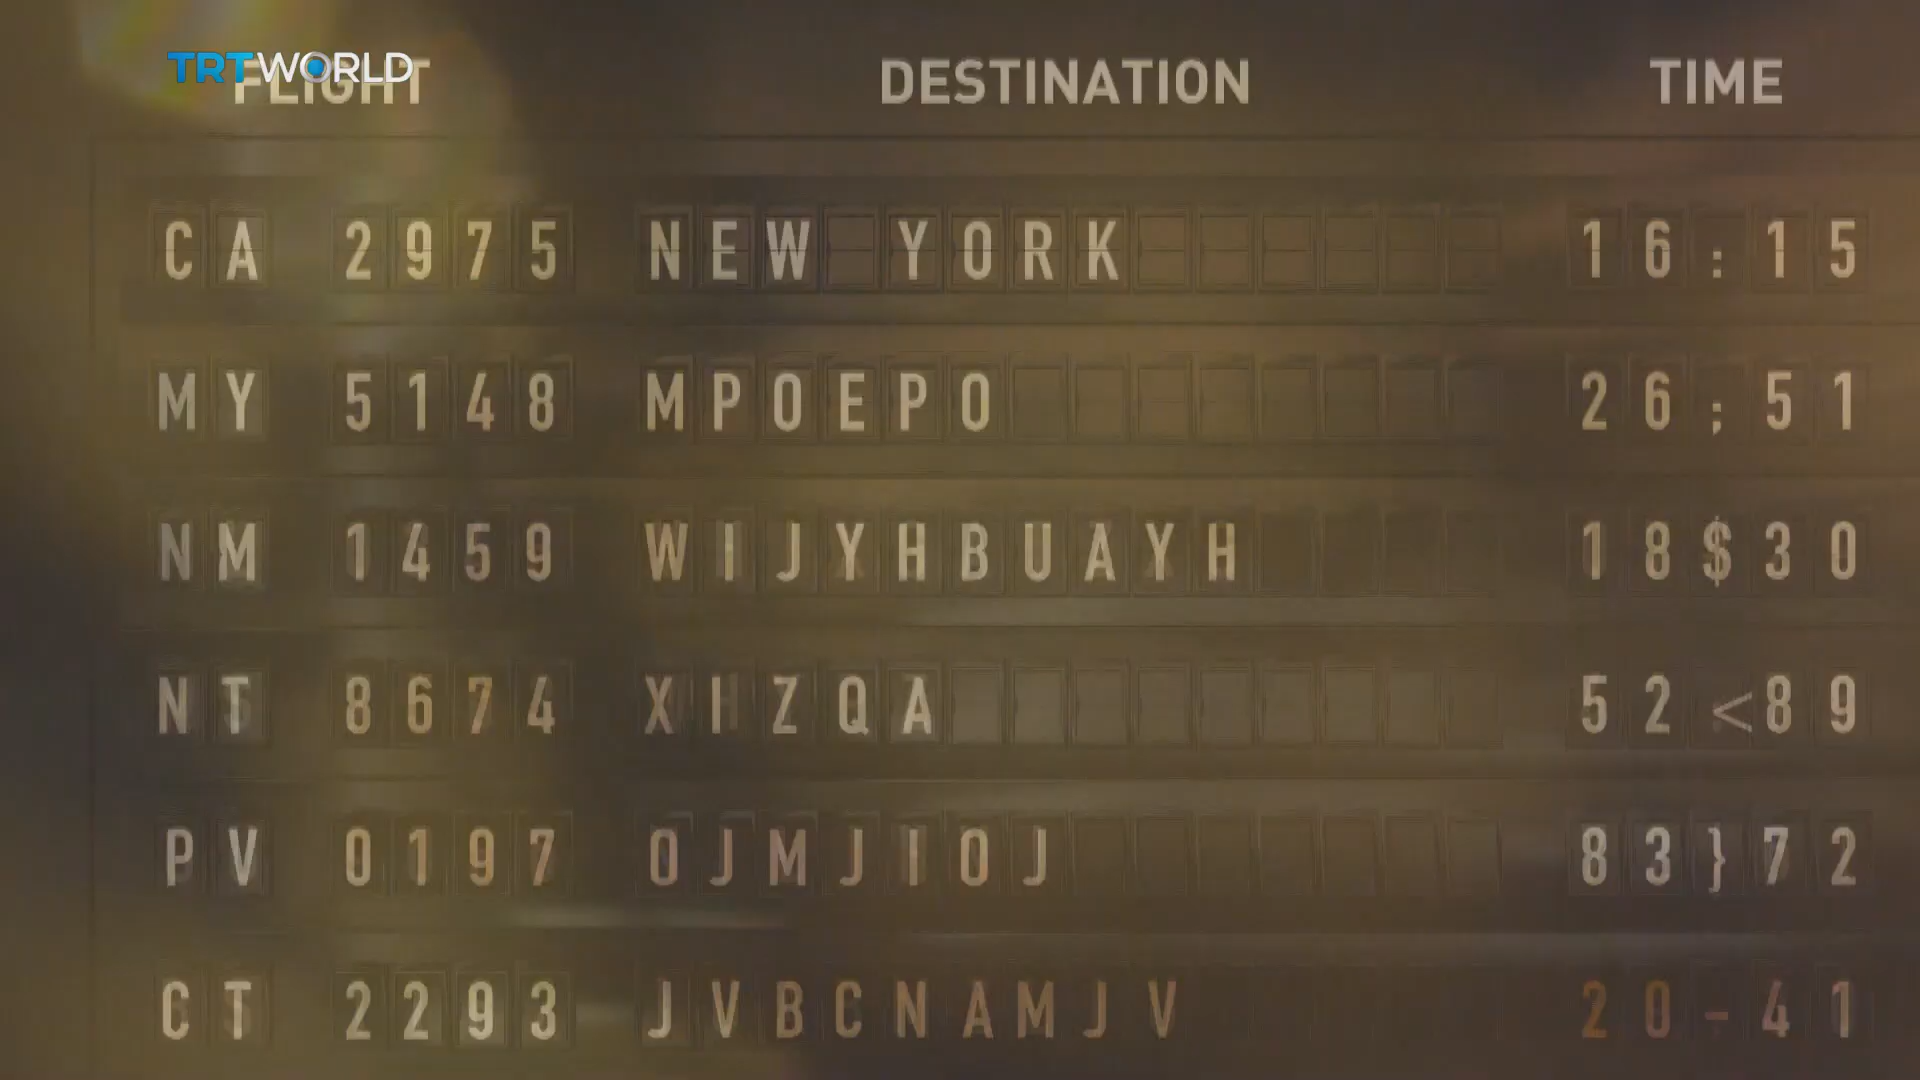 TRTWORLD
FLIGHT DESTINATION TIME
CA 2975 NEW YORK 16:15
MY 5148 MPOEPO 26;51
NM 1459 WIJYHBUAYH 18$30
NT 8674 XIZQA 52<89
PV 0197 OJMJIOJ 83}72
CT 2293 JVBCNAMJV 20-41